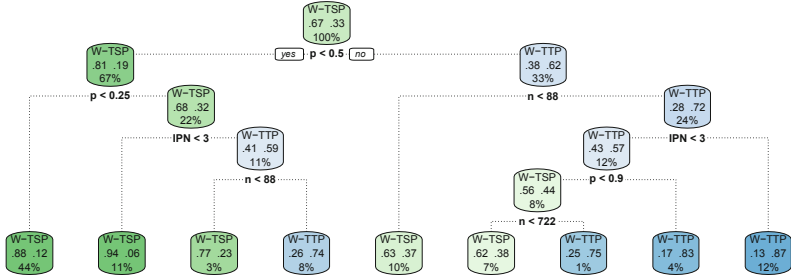 W−TSP
.67 .33
100%
yes p < 0.5 no
W−TSP
.81 .19
67%
p < 0.25
W−TTP
.38 .62
33%
n < 88
W−TSP
.68 .32
22%
IPN < 3
W−TTP
.28 .72
24%
IPN < 3
W−TTP
.41 .59
11%
n < 88
W−TTP
.43 .57
12%
p < 0.9
W−TSP
.56 .44
8%
n < 722
W−TSP
.88 .12
44%
W−TSP
.94 .06
11%
W−TSP
.77 .23
3%
W−TTP
.26 .74
8%
W−TSP
.63 .37
10%
W−TSP
.62 .38
7%
W−TTP
.25 .75
1%
W−TTP
.17 .83
4%
W−TTP
.13 .87
12%